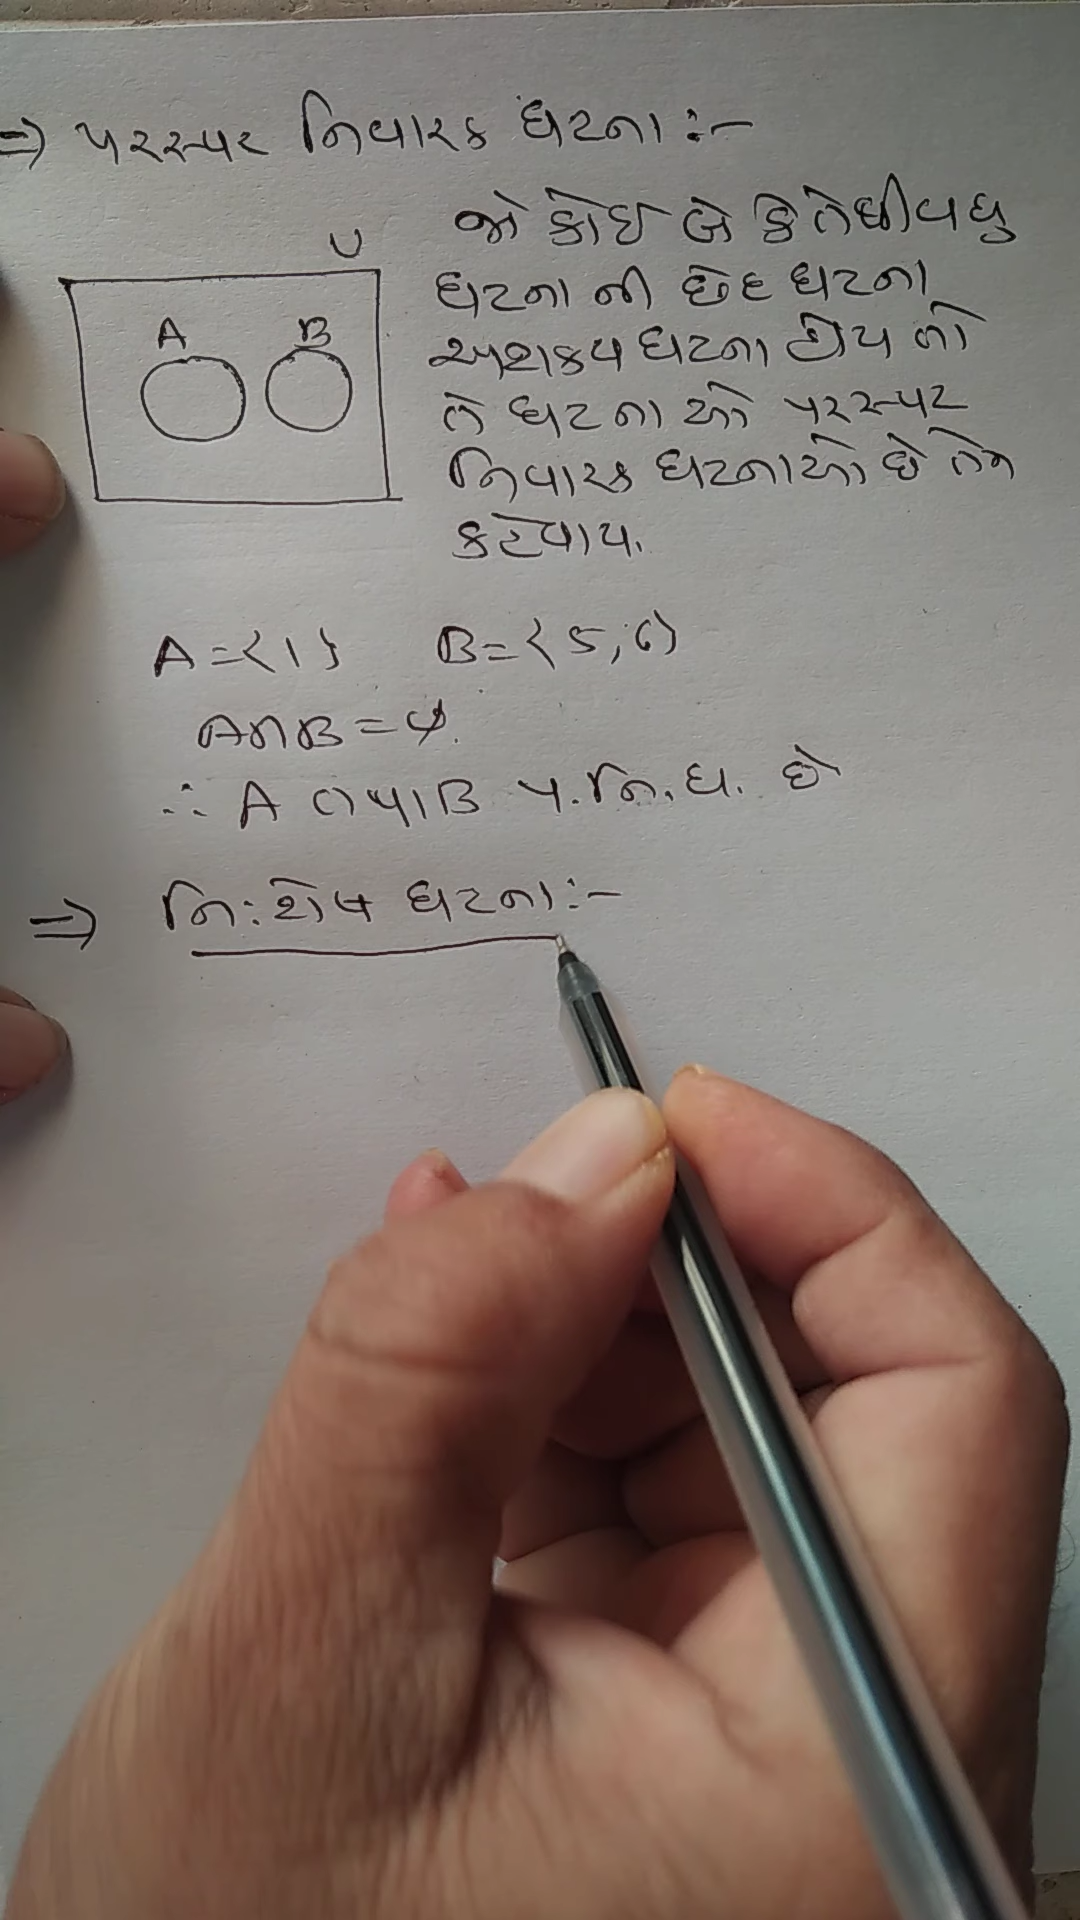 ⇒ પરસ્પર નિવારક ઘટના :-
જો કોઈ બે કે તેથી વધુ
U
ઘટના ની છેદ ઘટના
A B
અશક્ય ઘટના હોય તો
તે ઘટના ઓ પરસ્પર
નિવારક ઘટનાઓ છે તેમ
કહેવાય.
A = {1} B = {5, 6}
A∩B = φ.
∴ A તથા B પ. નિ. ઘ. છે
⇒ નિ:શેષ ઘટના :-